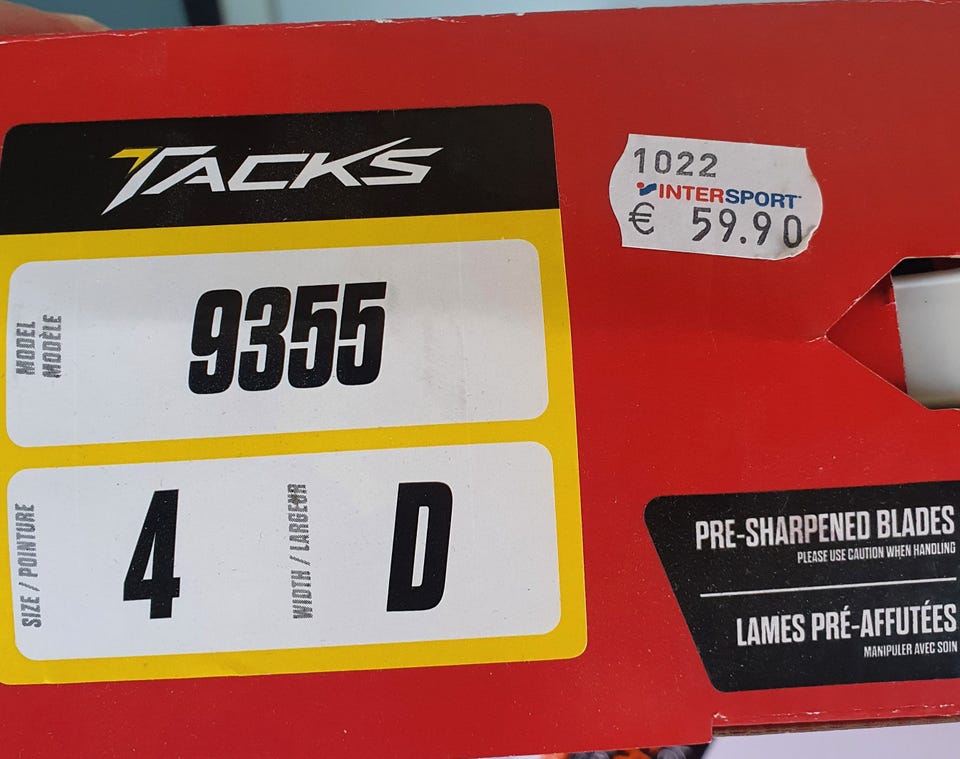 TACKS
MODEL
MODÈLE
9355
SIZE / POINTURE
4
WIDTH / LARGEUR
D
1022
INTERSPORT
€ 59.90
PRE-SHARPENED BLADES
PLEASE USE CAUTION WHEN HANDLING
LAMES PRÉ-AFFUTÉES
MANIPULER AVEC SOIN